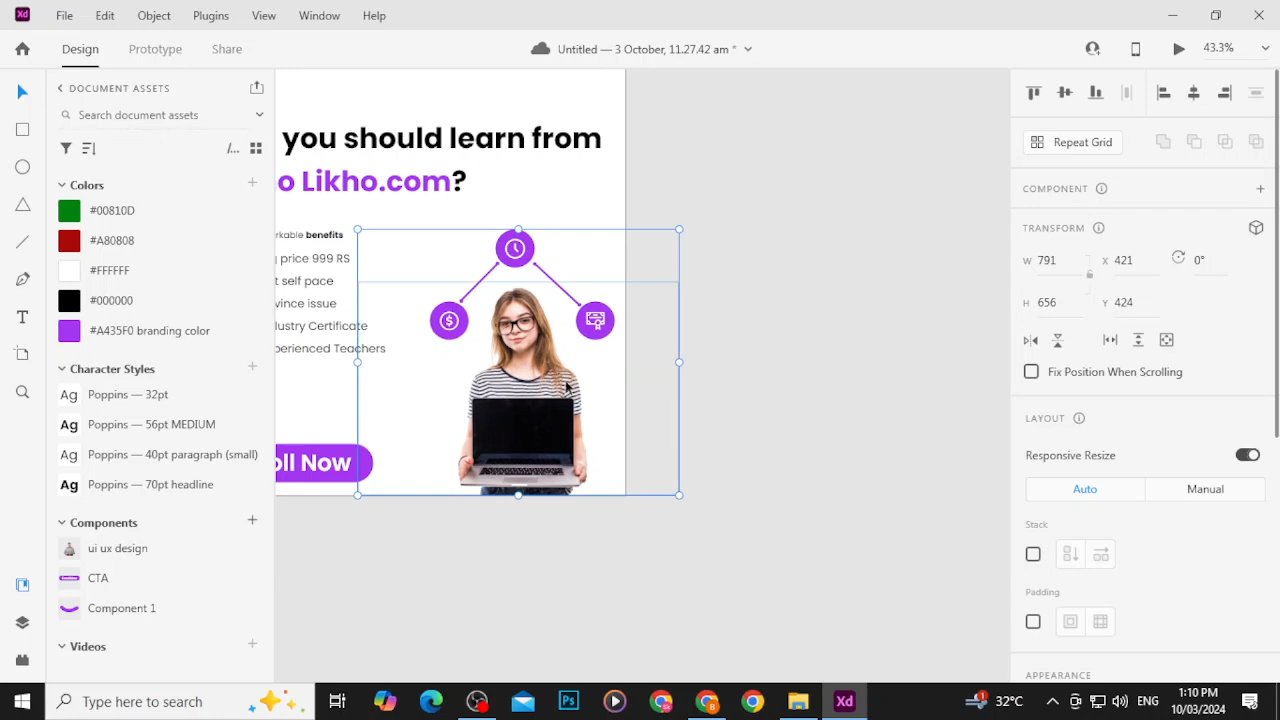 Xd File Edit Object Plugins View Window Help
Design Prototype Share Untitled — 3 October, 11.27.42 am * 43.3%
DOCUMENT ASSETS
Search document assets
Colors
#00810D
#A80808
#FFFFFF
#000000
#A435F0 branding color
Character Styles
Ag Poppins — 32pt
Ag Poppins — 56pt MEDIUM
Ag Poppins — 40pt paragraph (small)
Ag Poppins — 70pt headline
Components
ui ux design
CTA
Component 1
Videos
you should learn from
o Likho.com?
rkable benefits
price 999 RS
t self pace
vince issue
lustry Certificate
perienced Teachers
oll Now
$
Repeat Grid
COMPONENT
TRANSFORM
W 791 X 421 0°
H 656 Y 424
Fix Position When Scrolling
LAYOUT
Responsive Resize
Auto Manual
Stack
Padding
APPEARANCE
Type here to search
Ps
Xd
1
32°C
ENG
1:10 PM
10/03/2024